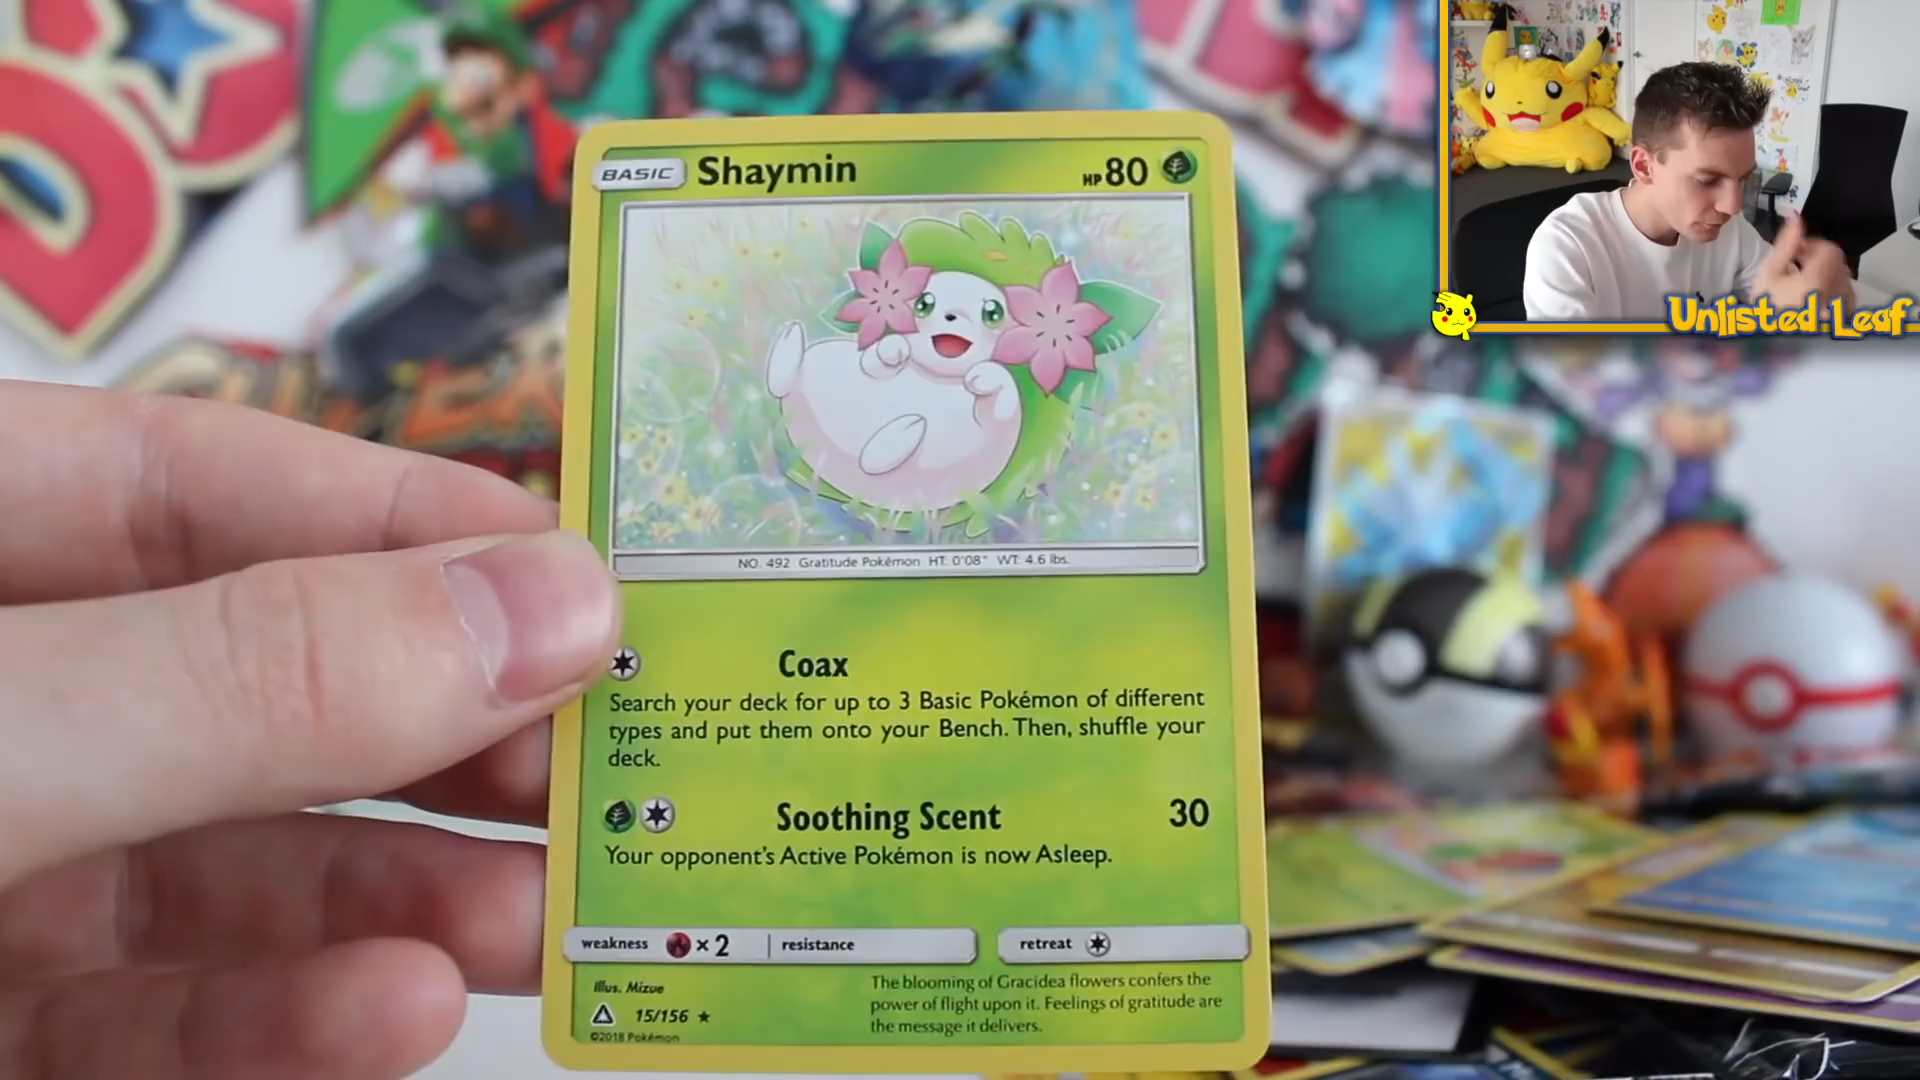 BASIC Shaymin HP 80
NO. 492 Gratitude Pokémon HT: 0'08" WT: 4.6 lbs.
Coax
Search your deck for up to 3 Basic Pokémon of different
types and put them onto your Bench. Then, shuffle your
deck.
Soothing Scent 30
Your opponent's Active Pokémon is now Asleep.
weakness ×2 resistance retreat
Illus. Mizue
15/156
©2018 Pokémon
The blooming of Gracidea flowers confers the
power of flight upon it. Feelings of gratitude are
the message it delivers.
Unlisted Leaf